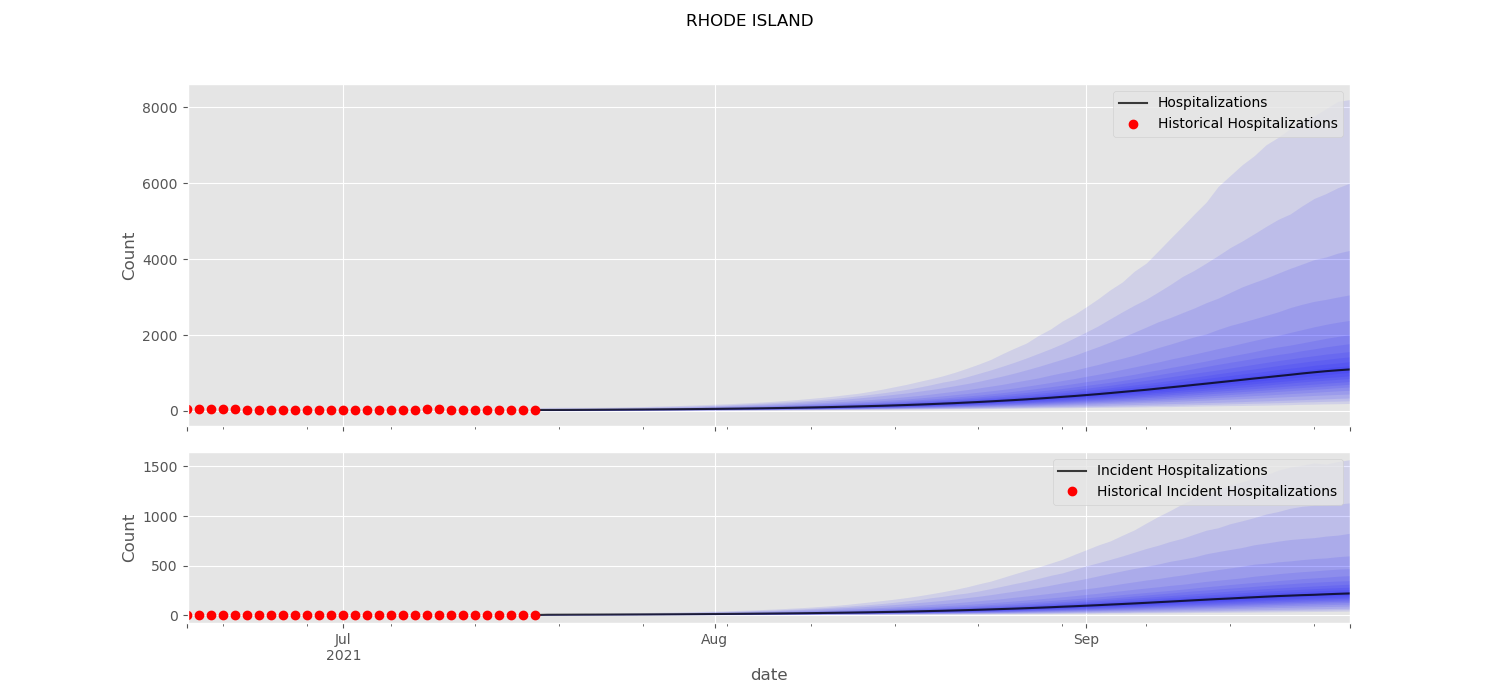 RHODE ISLAND
Hospitalizations
Historical Hospitalizations
8000
6000
4000
2000
0
Count
Incident Hospitalizations
Historical Incident Hospitalizations
1500
1000
500
0
Count
Jul
2021
Aug
Sep
date